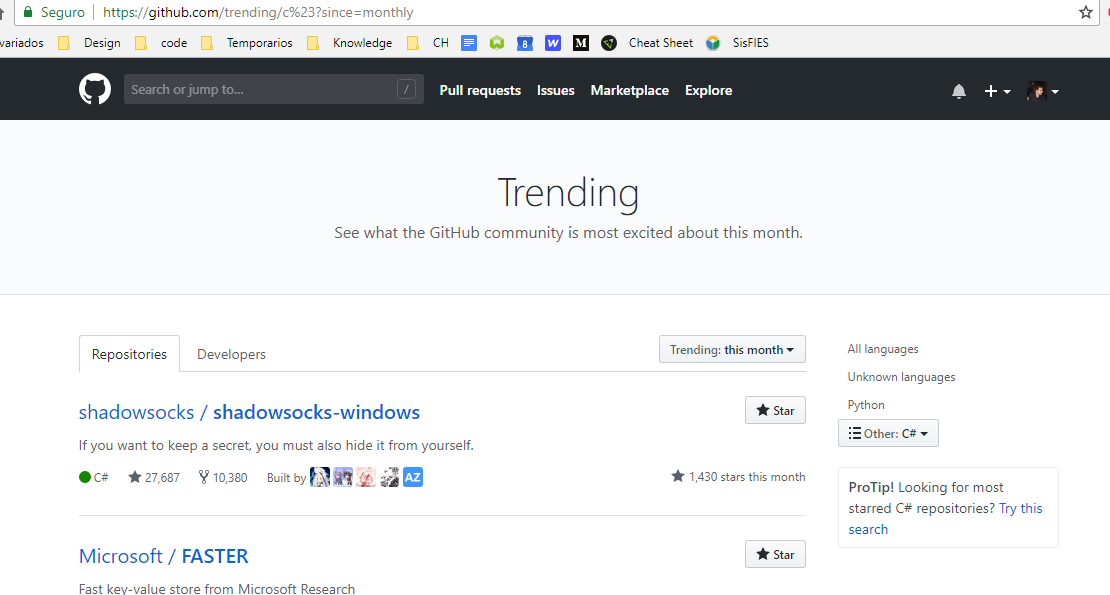 Seguro | https://github.com/trending/c%23?since=monthly
variados Design code Temporarios Knowledge CH 8 W M Cheat Sheet SisFIES
Search or jump to... / Pull requests Issues Marketplace Explore
Trending
See what the GitHub community is most excited about this month.
Repositories Developers Trending: this month
All languages
Unknown languages
Python
Other: C#
shadowsocks / shadowsocks-windows Star
If you want to keep a secret, you must also hide it from yourself.
C# 27,687 10,380 Built by AZ 1,430 stars this month
ProTip! Looking for most
starred C# repositories? Try this
search
Microsoft / FASTER Star
Fast key-value store from Microsoft Research